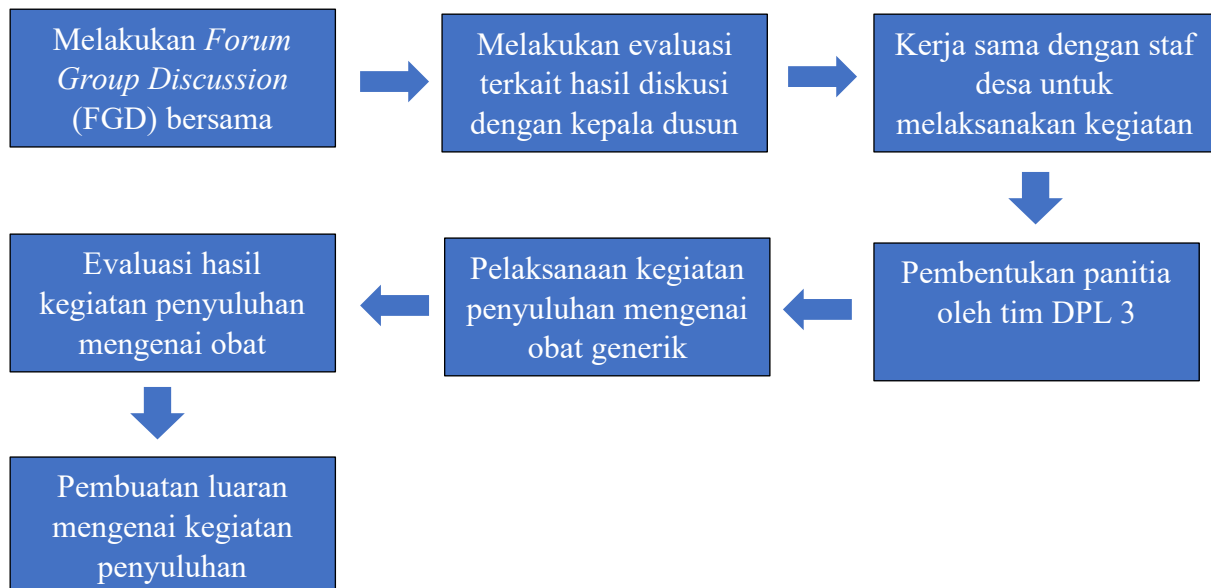 Melakukan Forum
Group Discussion
(FGD) bersama
Melakukan evaluasi
terkait hasil diskusi
dengan kepala dusun
Kerja sama dengan staf
desa untuk
melaksanakan kegiatan
Pembentukan panitia
oleh tim DPL 3
Pelaksanaan kegiatan
penyuluhan mengenai
obat generik
Evaluasi hasil
kegiatan penyuluhan
mengenai obat
Pembuatan luaran
mengenai kegiatan
penyuluhan